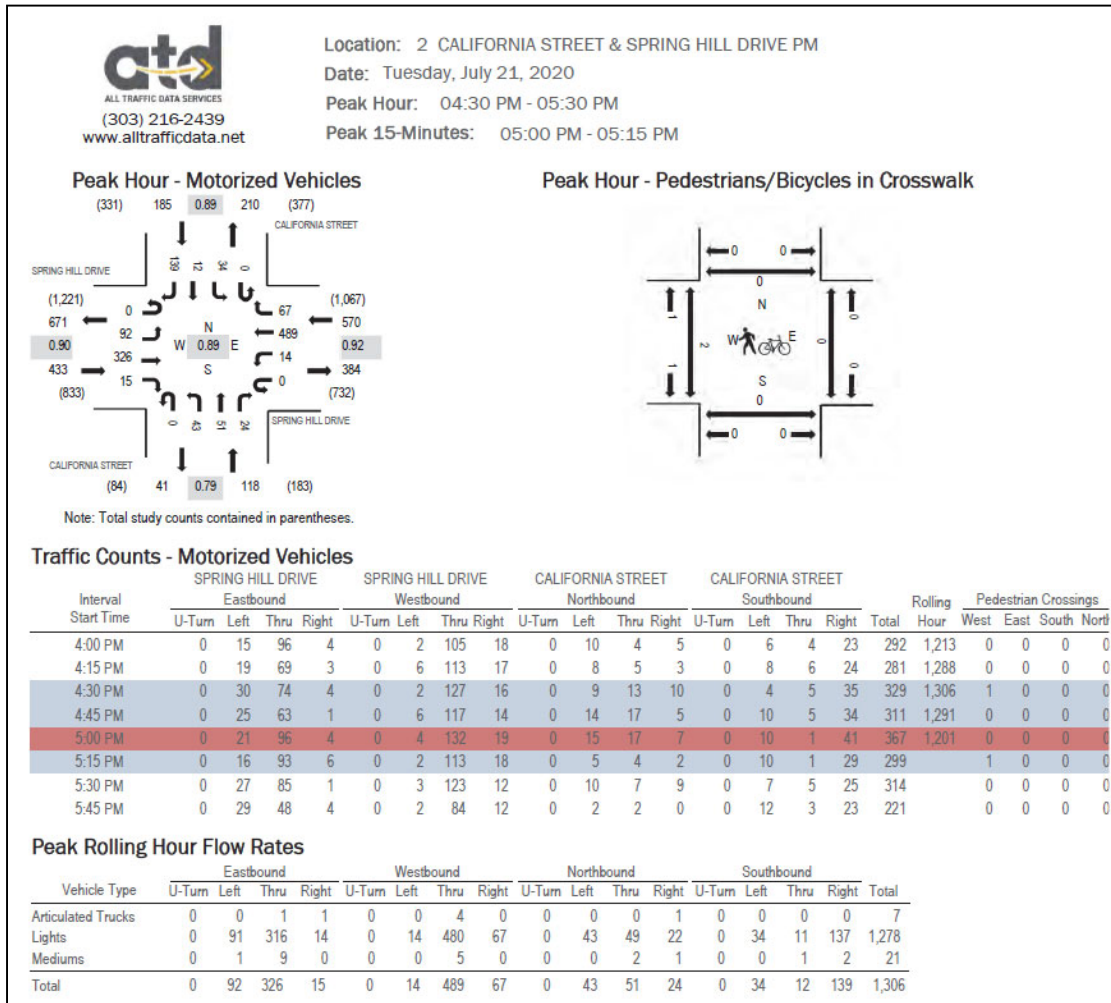 atd
ALL TRAFFIC DATA SERVICES
(303) 216-2439
www.alltrafficdata.net
Location: 2 CALIFORNIA STREET & SPRING HILL DRIVE PM
Date: Tuesday, July 21, 2020
Peak Hour: 04:30 PM - 05:30 PM
Peak 15-Minutes: 05:00 PM - 05:15 PM
Peak Hour - Motorized Vehicles
(331) 185 0.89 210 (377)
CALIFORNIA STREET
SPRING HILL DRIVE
139 12 34 0
(1,221) 0 67 (1,067)
671 92 N 489 570
0.90 326 W 0.89 E 14 0.92
433 15 S 0 384
(833) (732)
0 43 51 24
SPRING HILL DRIVE
CALIFORNIA STREET
(84) 41 0.79 118 (183)
Note: Total study counts contained in parentheses.
Peak Hour - Pedestrians/Bicycles in Crosswalk
0 0
0
N
1 0
2 W E 0
1 0
S
0
0 0
Traffic Counts - Motorized Vehicles
SPRING HILL DRIVE SPRING HILL DRIVE CALIFORNIA STREET CALIFORNIA STREET
Interval Eastbound Westbound Northbound Southbound Rolling Pedestrian Crossings
Start Time U-Turn Left Thru Right U-Turn Left Thru Right U-Turn Left Thru Right U-Turn Left Thru Right Total Hour West East South North
4:00 PM 0 15 96 4 0 2 105 18 0 10 4 5 0 6 4 23 292 1,213 0 0 0 0
4:15 PM 0 19 69 3 0 6 113 17 0 8 5 3 0 8 6 24 281 1,288 0 0 0 0
4:30 PM 0 30 74 4 0 2 127 16 0 9 13 10 0 4 5 35 329 1,306 1 0 0 0
4:45 PM 0 25 63 1 0 6 117 14 0 14 17 5 0 10 5 34 311 1,291 0 0 0 0
5:00 PM 0 21 96 4 0 4 132 19 0 15 17 7 0 10 1 41 367 1,201 0 0 0 0
5:15 PM 0 16 93 6 0 2 113 18 0 5 4 2 0 10 1 29 299 1 0 0 0
5:30 PM 0 27 85 1 0 3 123 12 0 10 7 9 0 7 5 25 314 0 0 0 0
5:45 PM 0 29 48 4 0 2 84 12 0 2 2 0 0 12 3 23 221 0 0 0 0
Peak Rolling Hour Flow Rates
Eastbound Westbound Northbound Southbound
Vehicle Type U-Turn Left Thru Right U-Turn Left Thru Right U-Turn Left Thru Right U-Turn Left Thru Right Total
Articulated Trucks 0 0 1 1 0 0 4 0 0 0 0 1 0 0 0 0 7
Lights 0 91 316 14 0 14 480 67 0 43 49 22 0 34 11 137 1,278
Mediums 0 1 9 0 0 0 5 0 0 0 2 1 0 0 1 2 21
Total 0 92 326 15 0 14 489 67 0 43 51 24 0 34 12 139 1,306